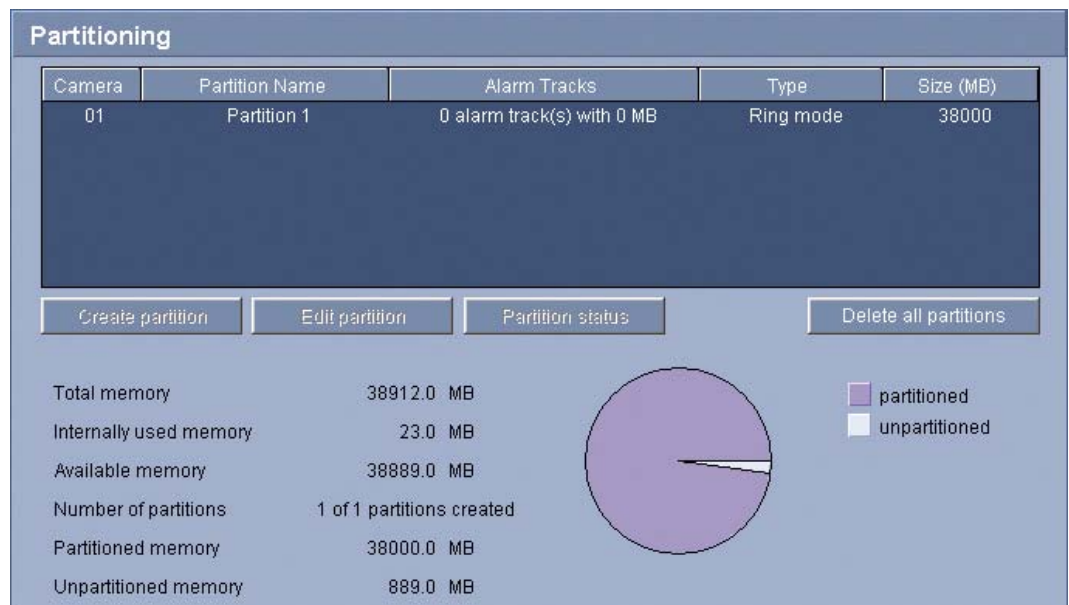 Partitioning
Camera Partition Name Alarm Tracks Type Size (MB)
01 Partition 1 0 alarm track(s) with 0 MB Ring mode 38000
Create partition Edit partition Partition status Delete all partitions
Total memory 38912.0 MB
partitioned
Internally used memory 23.0 MB
unpartitioned
Available memory 38889.0 MB
Number of partitions 1 of 1 partitions created
Partitioned memory 38000.0 MB
Unpartitioned memory 889.0 MB